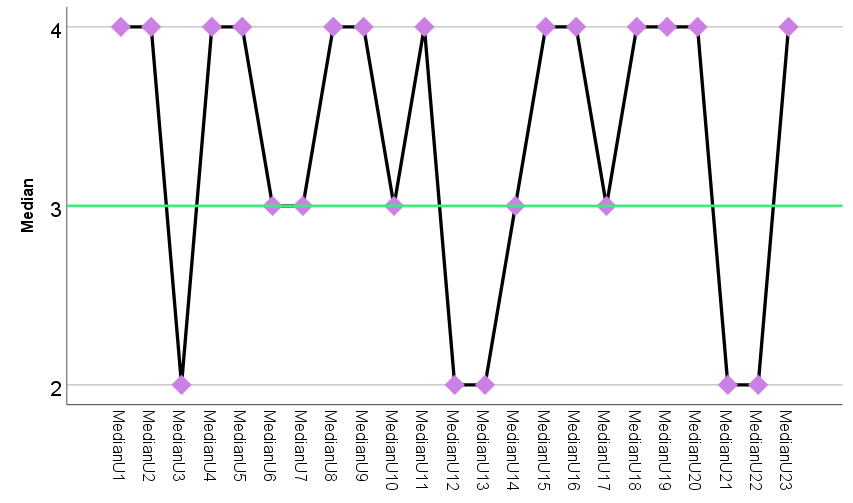 4
3
2
Median
MedianU1
MedianU2
MedianU3
MedianU4
MedianU5
MedianU6
MedianU7
MedianU8
MedianU9
MedianU10
MedianU11
MedianU12
MedianU13
MedianU14
MedianU15
MedianU16
MedianU17
MedianU18
MedianU19
MedianU20
MedianU21
MedianU22
MedianU23